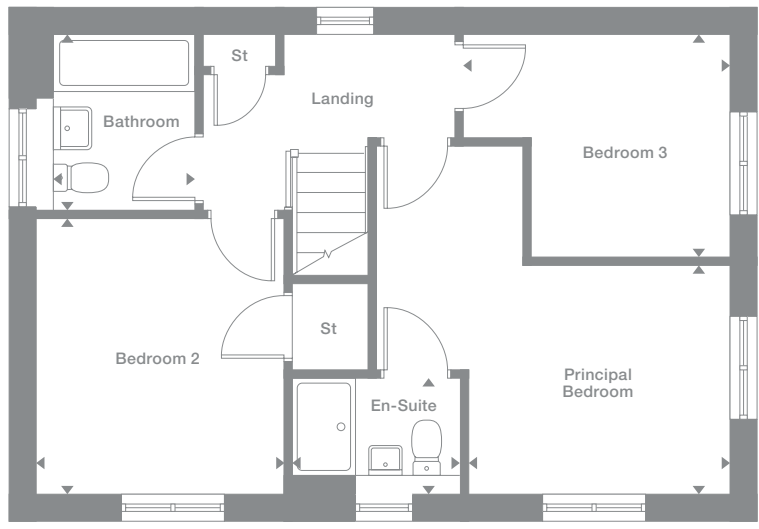 St
Landing
Bathroom
Bedroom 3
St
Bedroom 2
Principal
Bedroom
En-Suite